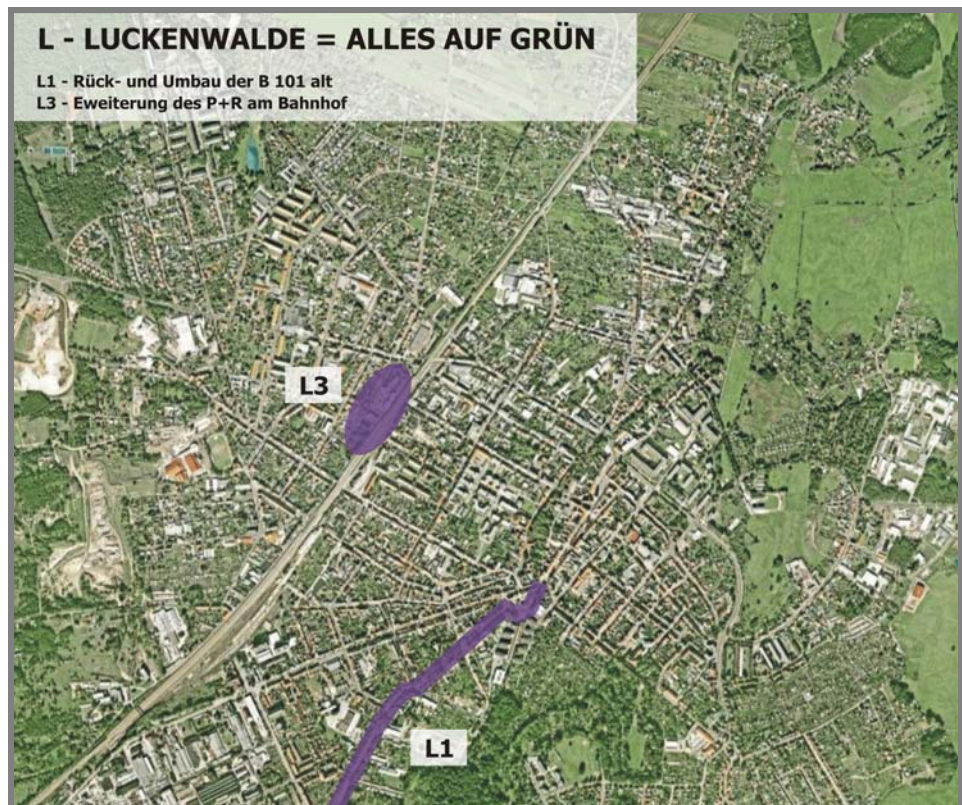 L - LUCKENWALDE = ALLES AUF GRÜN
L1 - Rück- und Umbau der B 101 alt
L3 - Eweiterung des P+R am Bahnhof
L3
L1